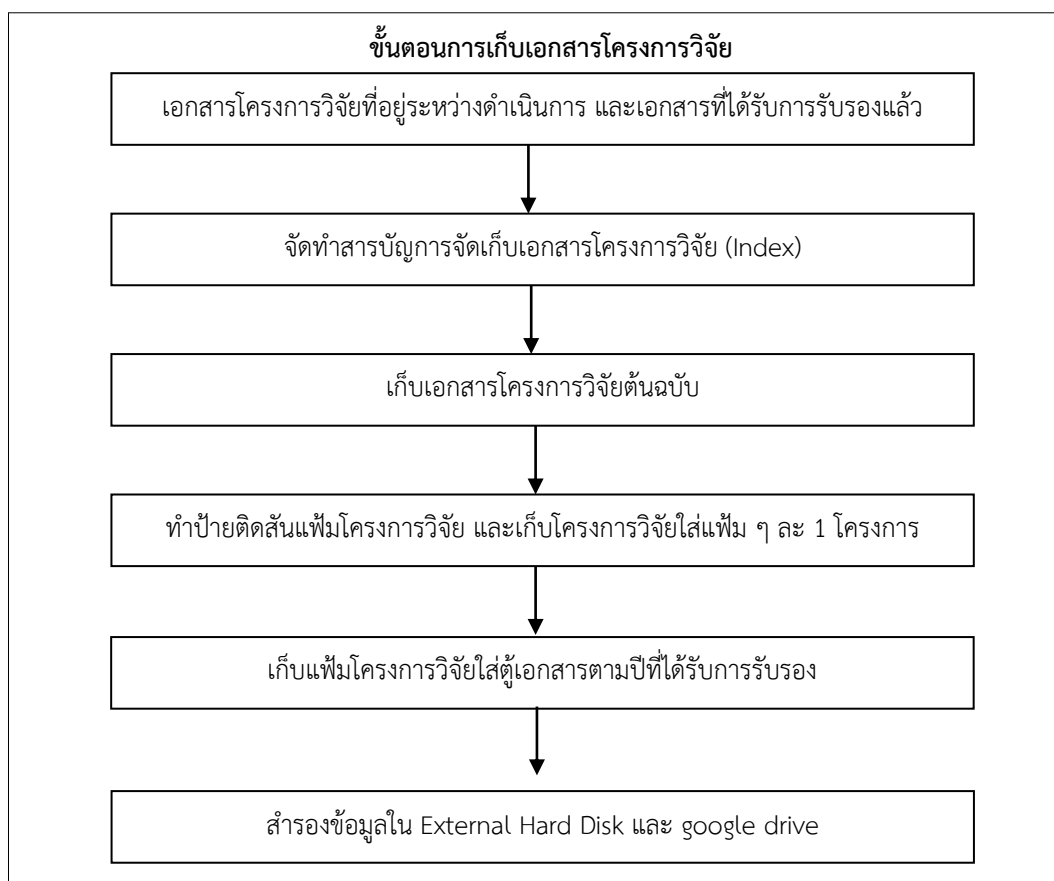 ขั้นตอนการเก็บเอกสารโครงการวิจัย
เอกสารโครงการวิจัยที่อยู่ระหว่างดำเนินการ และเอกสารที่ได้รับการรับรองแล้ว
จัดทำสารบัญการจัดเก็บเอกสารโครงการวิจัย (Index)
เก็บเอกสารโครงการวิจัยต้นฉบับ
ทำป้ายติดสันแฟ้มโครงการวิจัย และเก็บโครงการวิจัยใส่แฟ้ม ๆ ละ 1 โครงการ
เก็บแฟ้มโครงการวิจัยใส่ตู้เอกสารตามปีที่ได้รับการรับรอง
สำรองข้อมูลใน External Hard Disk และ google drive